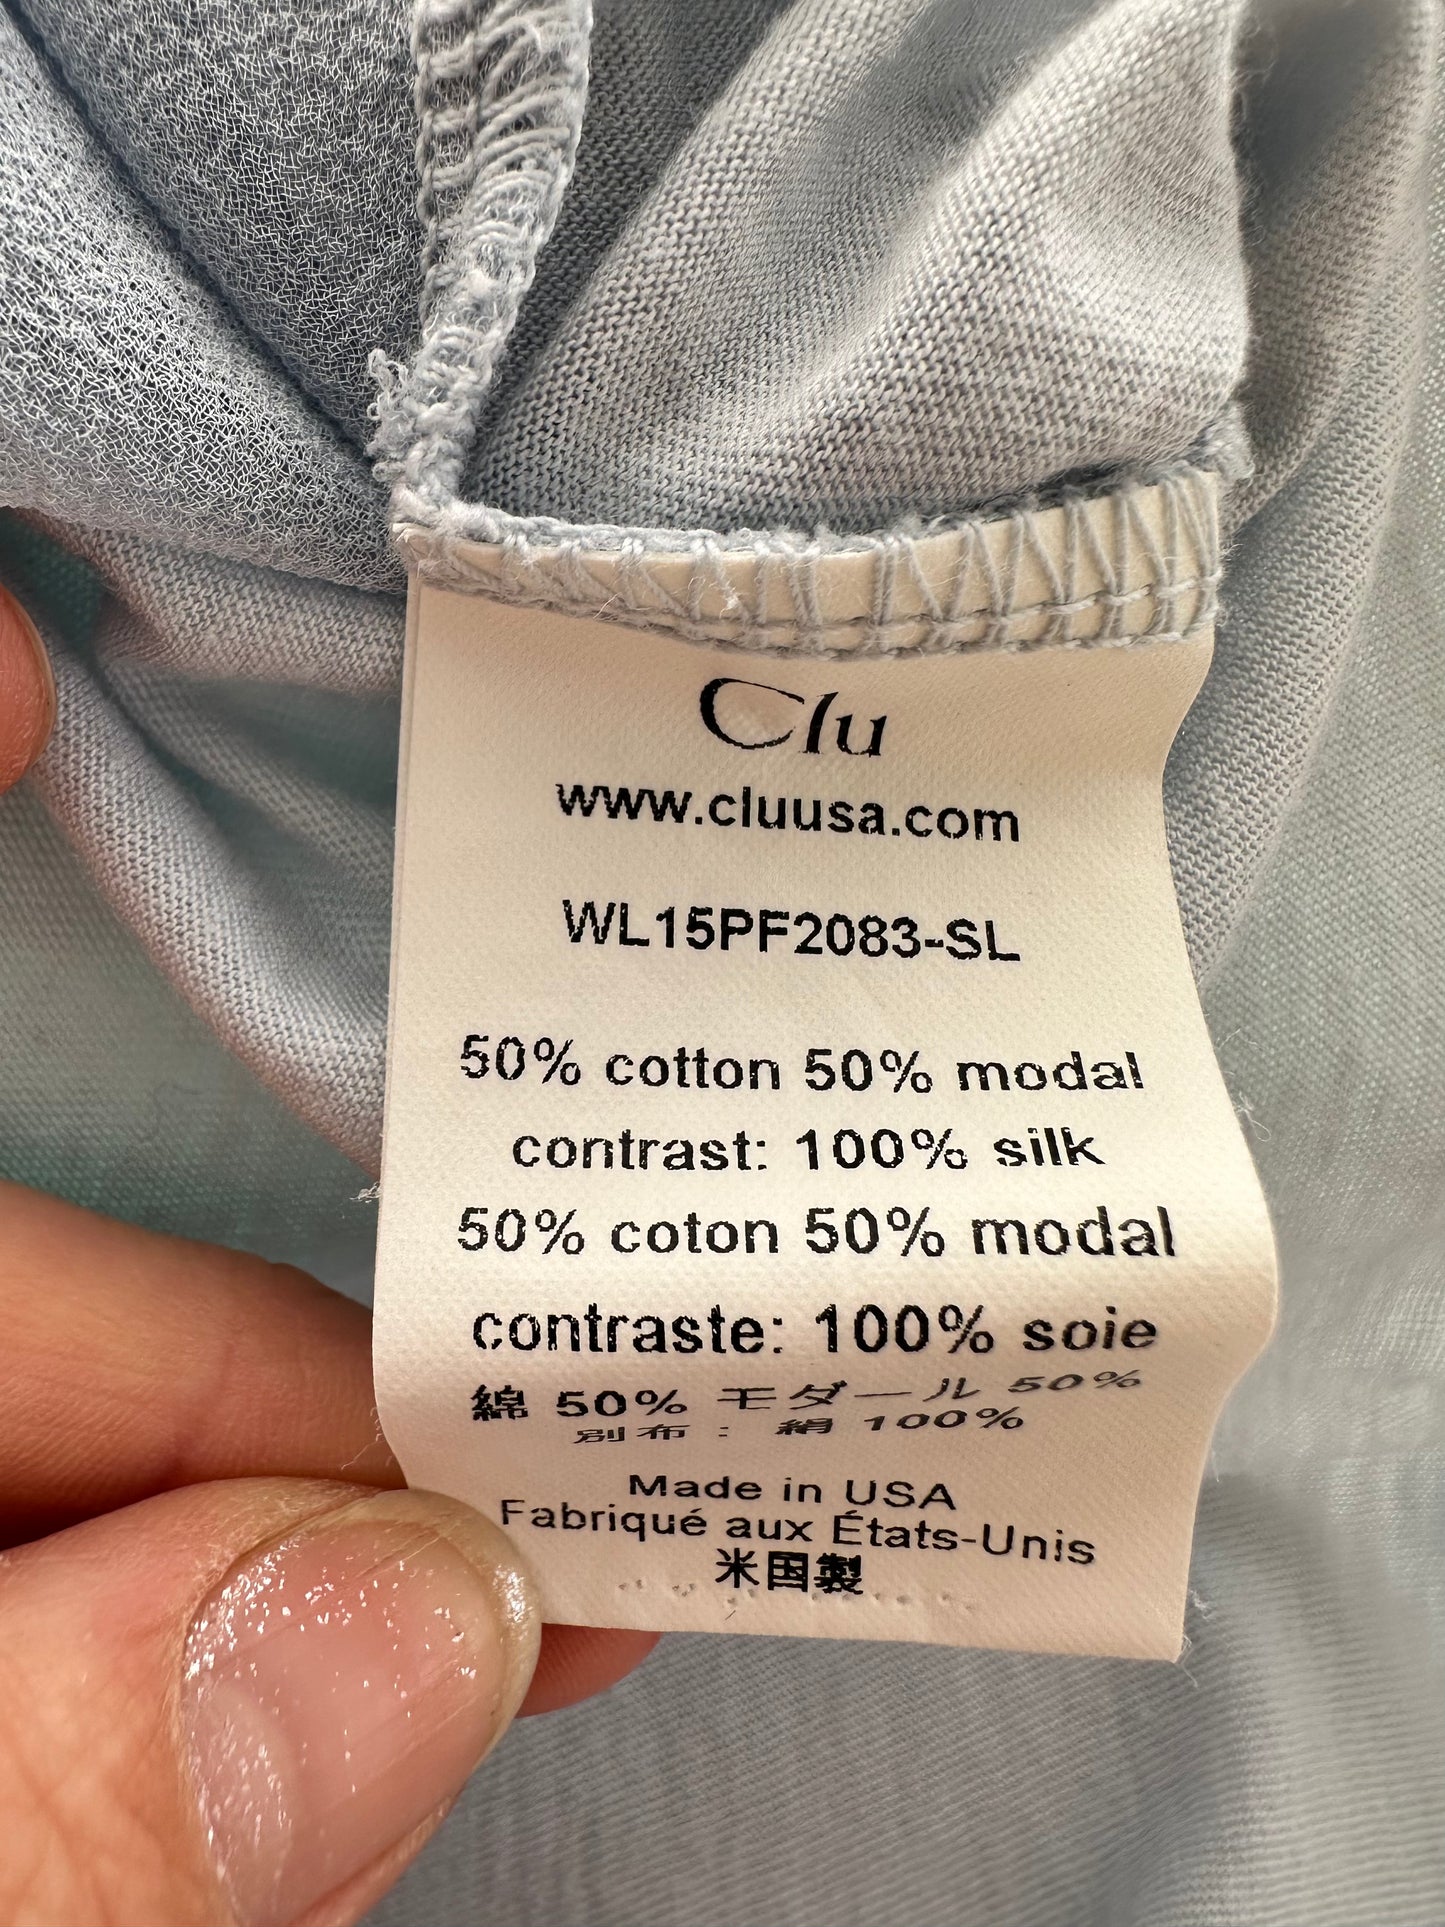 Clu
www.cluusa.com
WL15PF2083-SL
50% cotton 50% modal
contrast: 100% silk
50% coton 50% modal
contraste: 100% soie
綿 50% モダール 50%
別布: 絹 100%
Made in USA
Fabriqué aux États-Unis
米国製